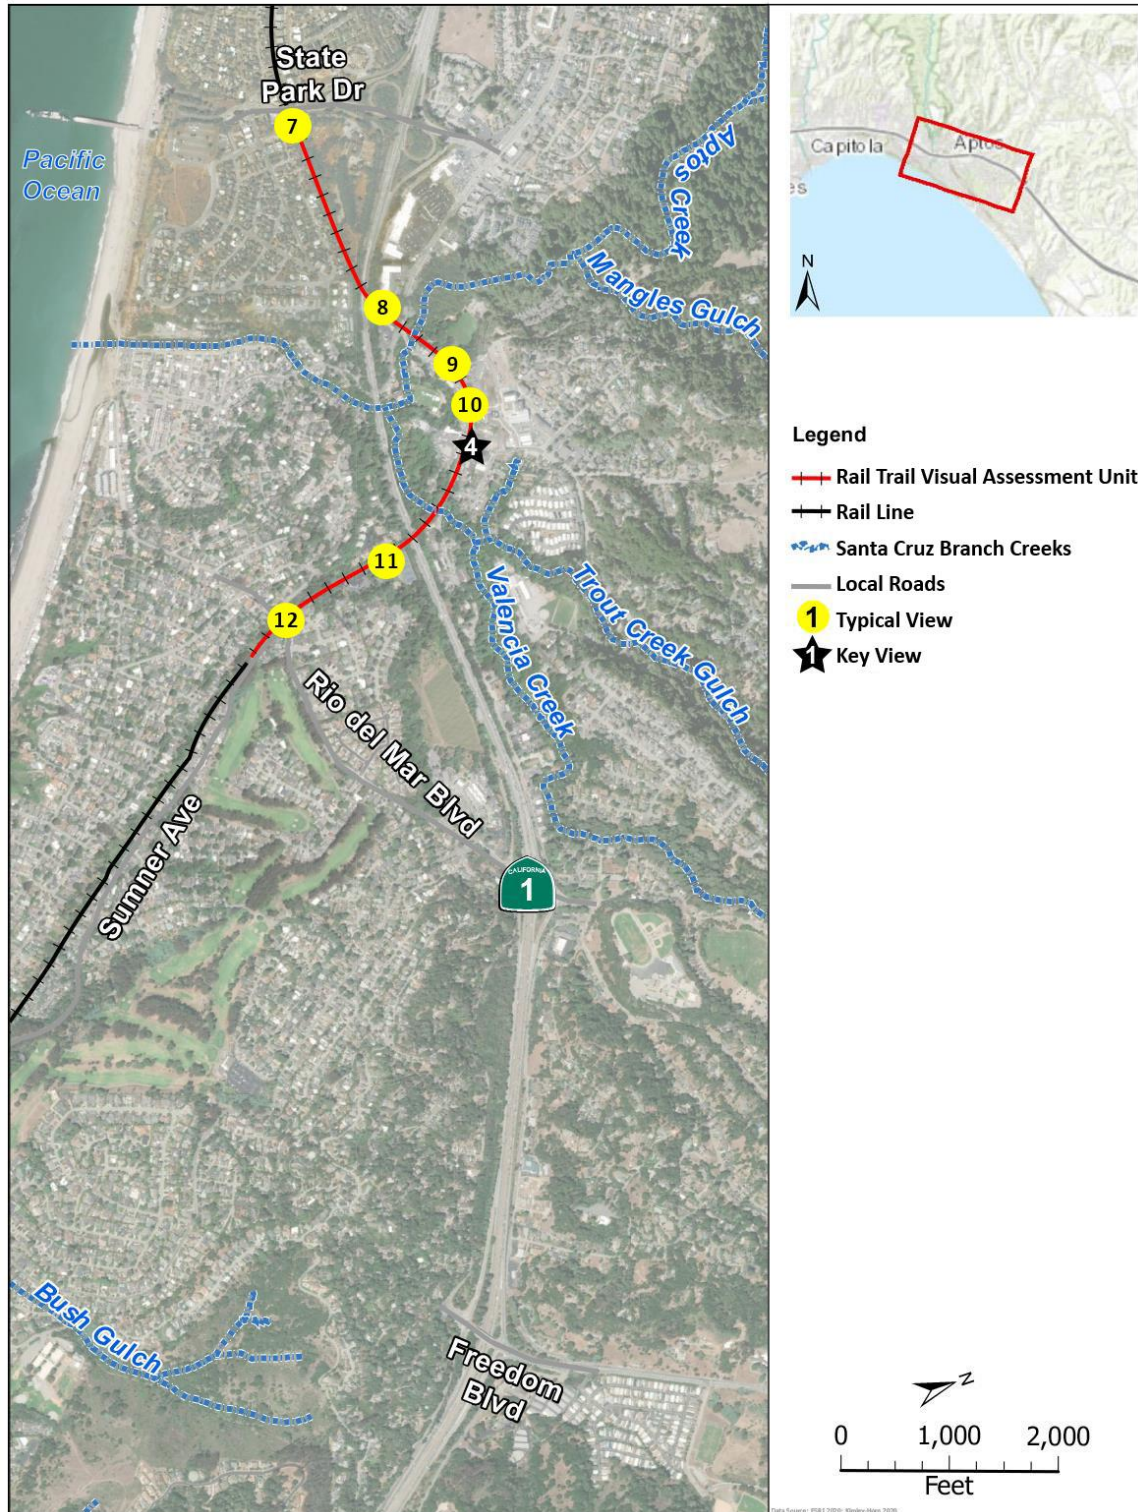 State
Park Dr
7
Pacific
Ocean
Aptos
Creek
Mangles Gulch
8
9
10
4
11
12
Valencia Creek
Trout Creek Gulch
Rio del Mar Blvd
Sumner Ave
CALIFORNIA
1
Bush Gulch
Freedom
Blvd
Capitola
Aptos
es
N
Legend
Rail Trail Visual Assessment Unit
Rail Line
Santa Cruz Branch Creeks
Local Roads
1 Typical View
1 Key View
N
0 1,000 2,000
Feet